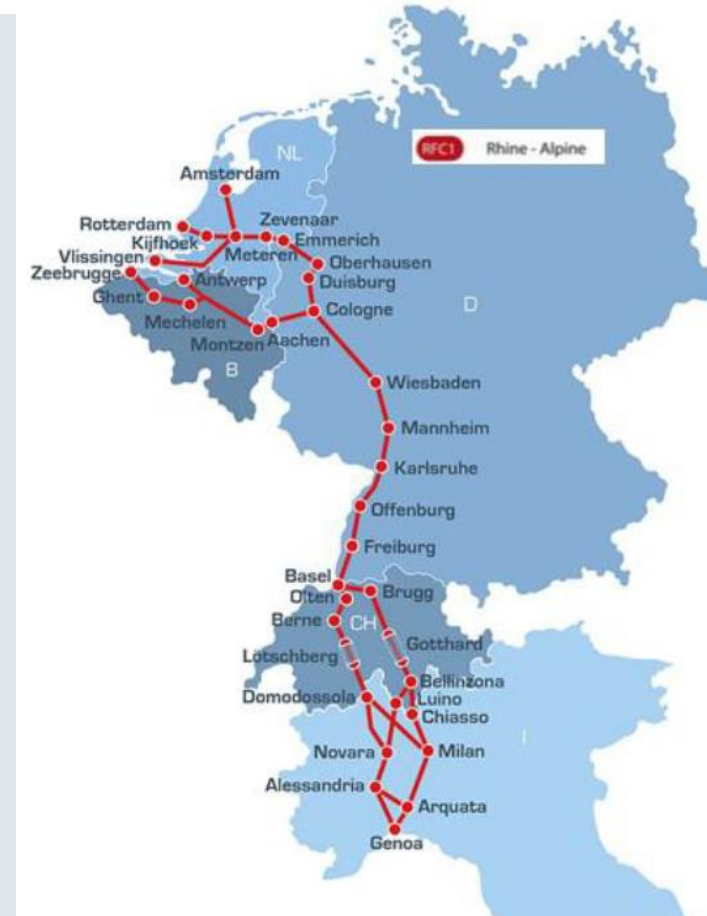 NL
RFC1 Rhine - Alpine
Amsterdam
Rotterdam
Zevenaar
Kijfhoek
Emmerich
Vlissingen
Meteren
Oberhausen
Zeebrugge
Antwerp
Duisburg
Ghent
Cologne
D
Mechelen
Aachen
Montzen
B
Wiesbaden
Mannheim
Karlsruhe
Offenburg
Freiburg
Basel
Olten
Brugg
Berne
CH
Gotthard
Lötschberg
Bellinzona
Domodossola
Luino
Chiasso
I
Novara
Milan
Alessandria
Arquata
Genoa